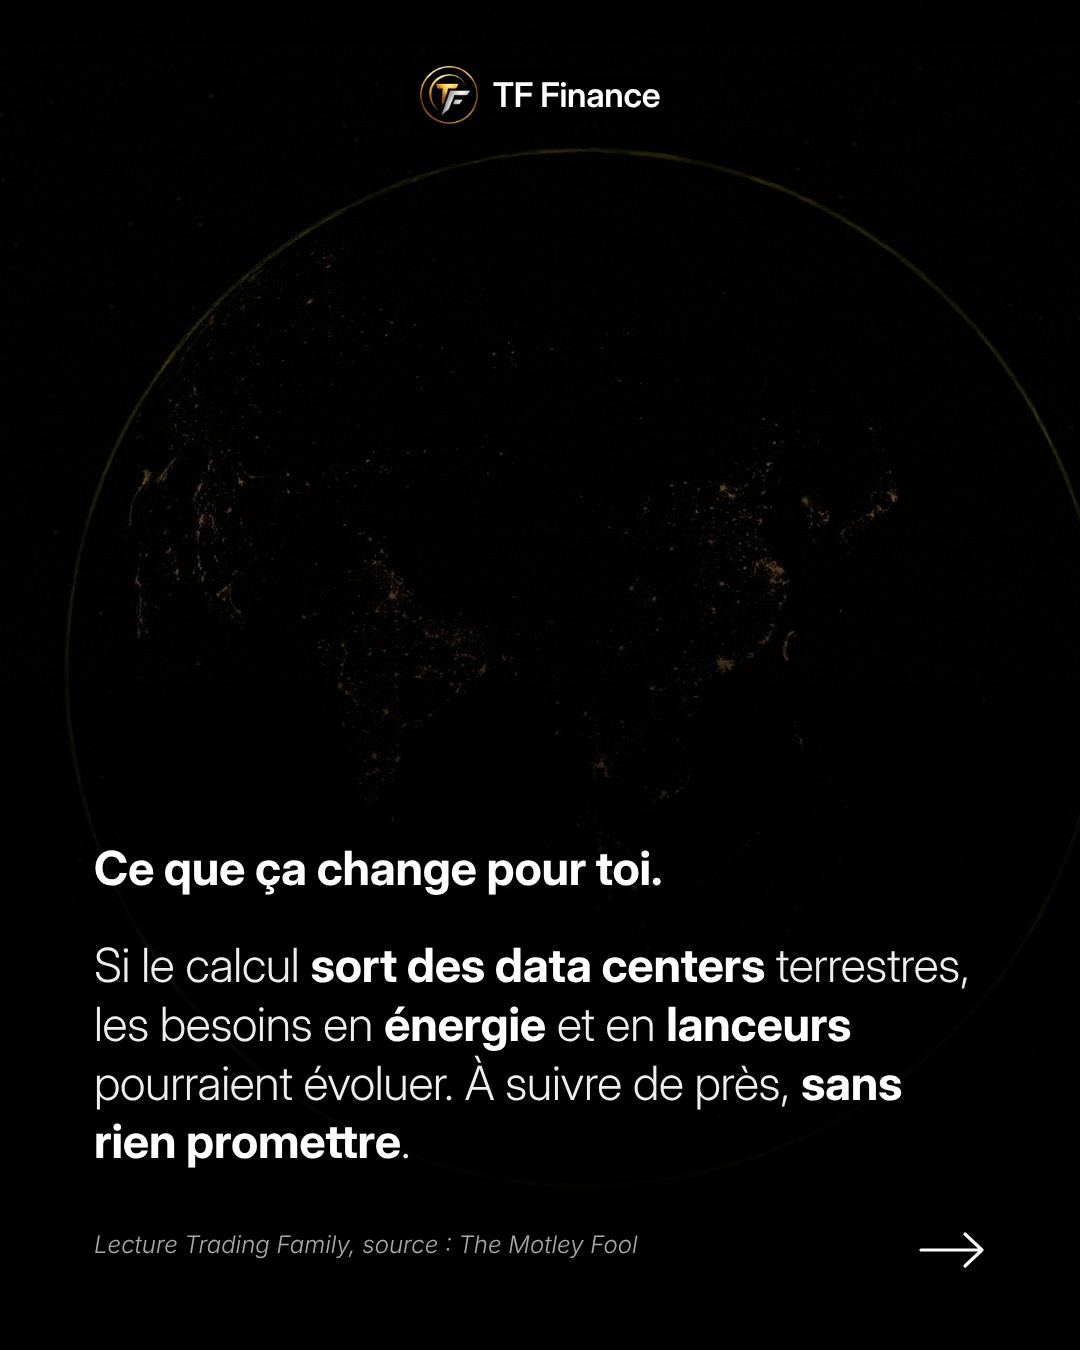 TF Finance
Ce que ça change pour toi.
Si le calcul sort des data centers terrestres,
les besoins en énergie et en lanceurs
pourraient évoluer. À suivre de près, sans
rien promettre.
Lecture Trading Family, source : The Motley Fool